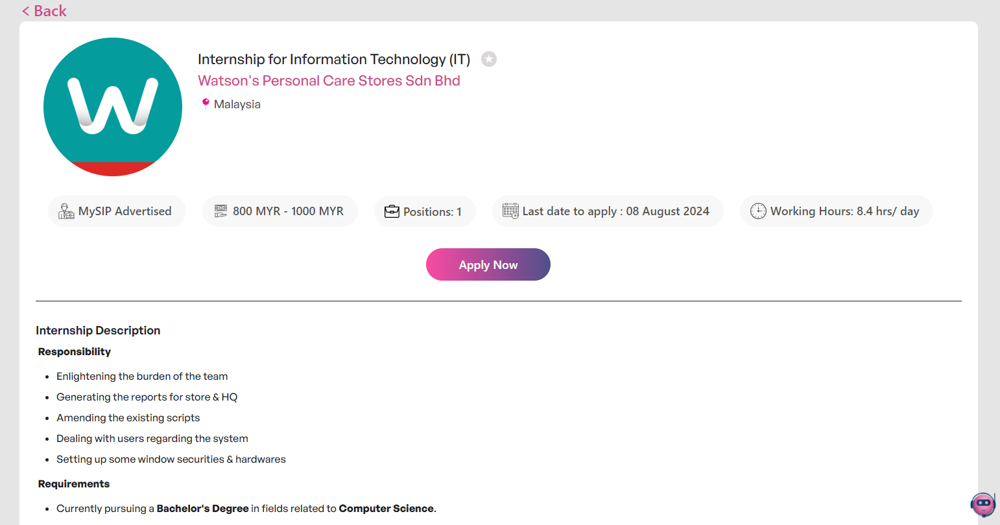 < Back
W
Internship for Information Technology (IT)
Watson's Personal Care Stores Sdn Bhd
Malaysia
MySIP Advertised
800 MYR - 1000 MYR
Positions: 1
Last date to apply : 08 August 2024
Working Hours: 8.4 hrs/ day
Apply Now
Internship Description
Responsibility
• Enlightening the burden of the team
• Generating the reports for store & HQ
• Amending the existing scripts
• Dealing with users regarding the system
• Setting up some window securities & hardwares
Requirements
• Currently pursuing a Bachelor's Degree in fields related to Computer Science.